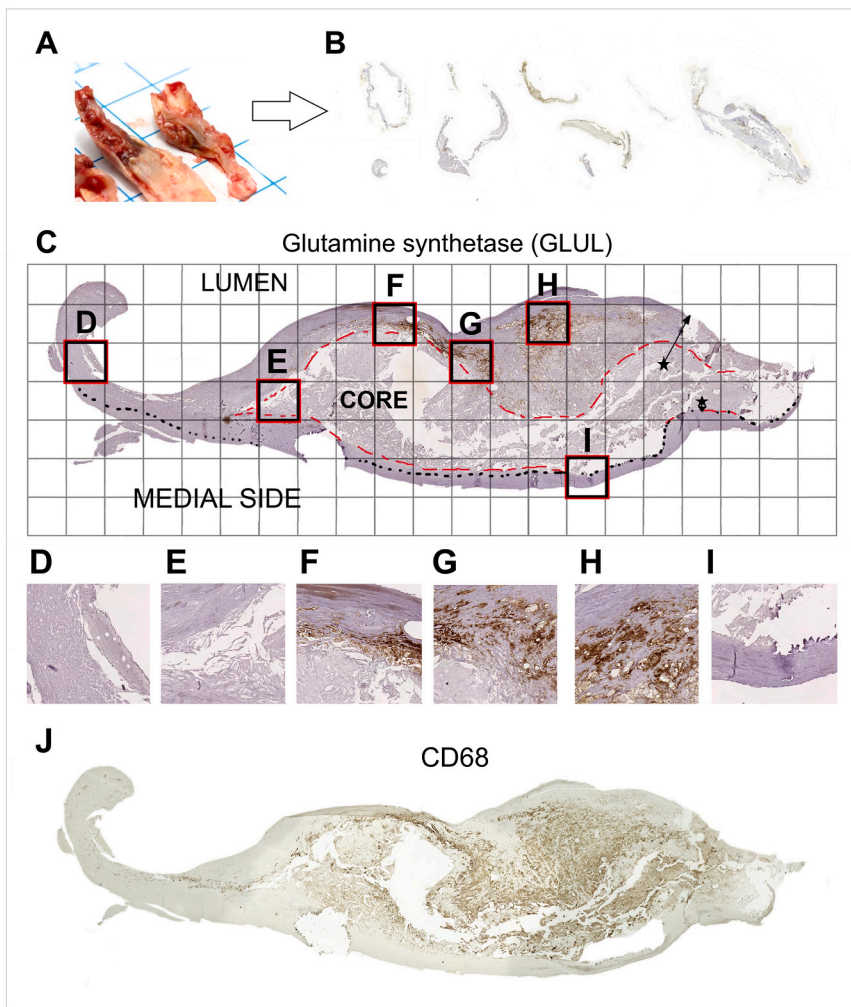 A
B
C
Glutamine synthetase (GLUL)
LUMEN
F
H
D
G
E
CORE
I
MEDIAL SIDE
D
E
F
G
H
I
J
CD68